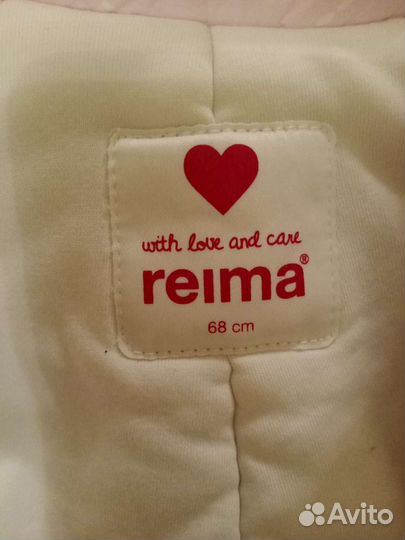 with love and care
reima®
68 cm
Avito